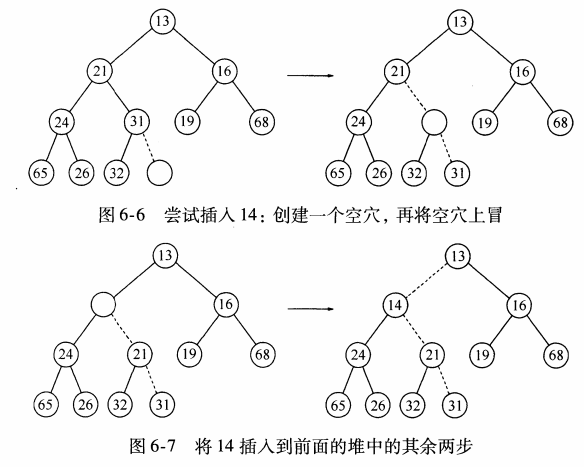 13 13
21 16 21 16
24 31 19 68 24 19 68
65 26 32 65 26 32 31
图 6-6 尝试插入 14：创建一个空穴，再将空穴上冒
13 13
16 14 16
24 21 19 68 24 21 19 68
65 26 32 31 65 26 32 31
图 6-7 将 14 插入到前面的堆中的其余两步